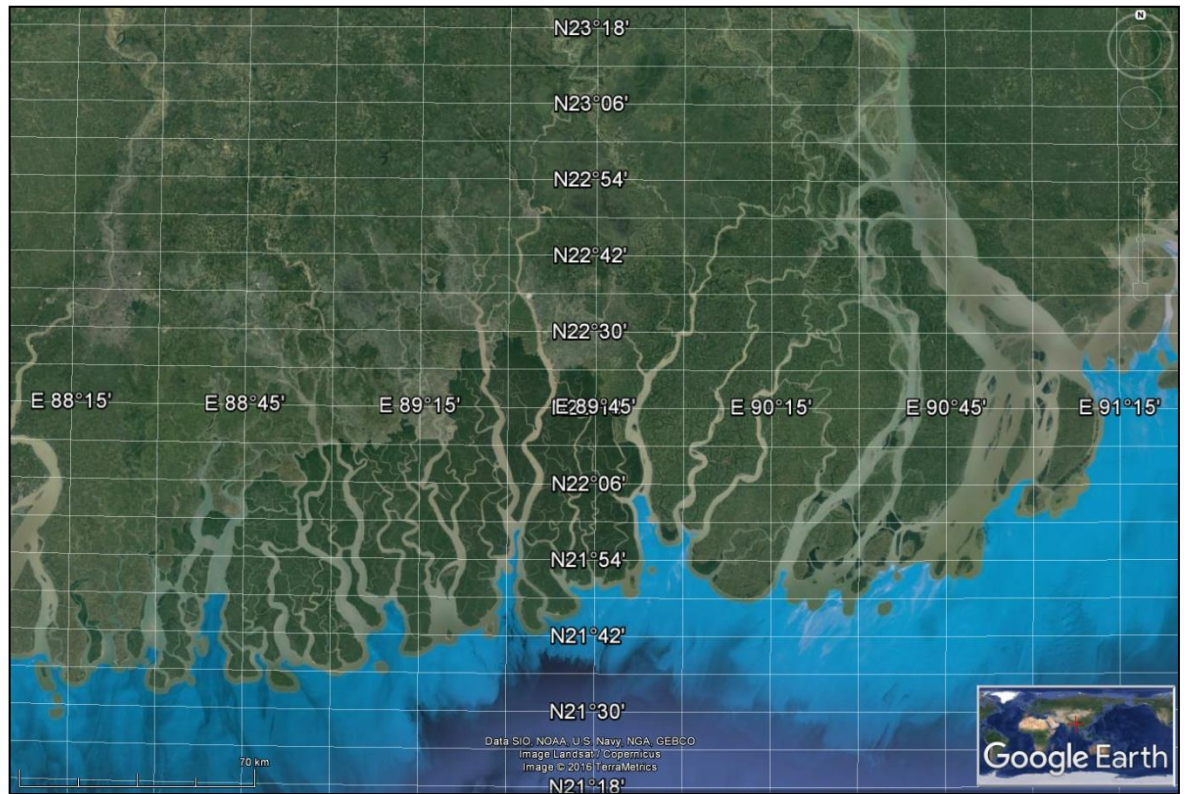 N
N23°18'
N23°06'
N22°54'
N22°42'
N22°30'
E 88°15' E 88°45' E 89°15' E 89°45' E 90°15' E 90°45' E 91°15'
N22°06'
N21°54'
N21°42'
N21°30'
Data SIO, NOAA, U.S. Navy, NGA, GEBCO
Image Landsat / Copernicus
Image © 2016 TerraMetrics
70 km
N21°18'
Google Earth